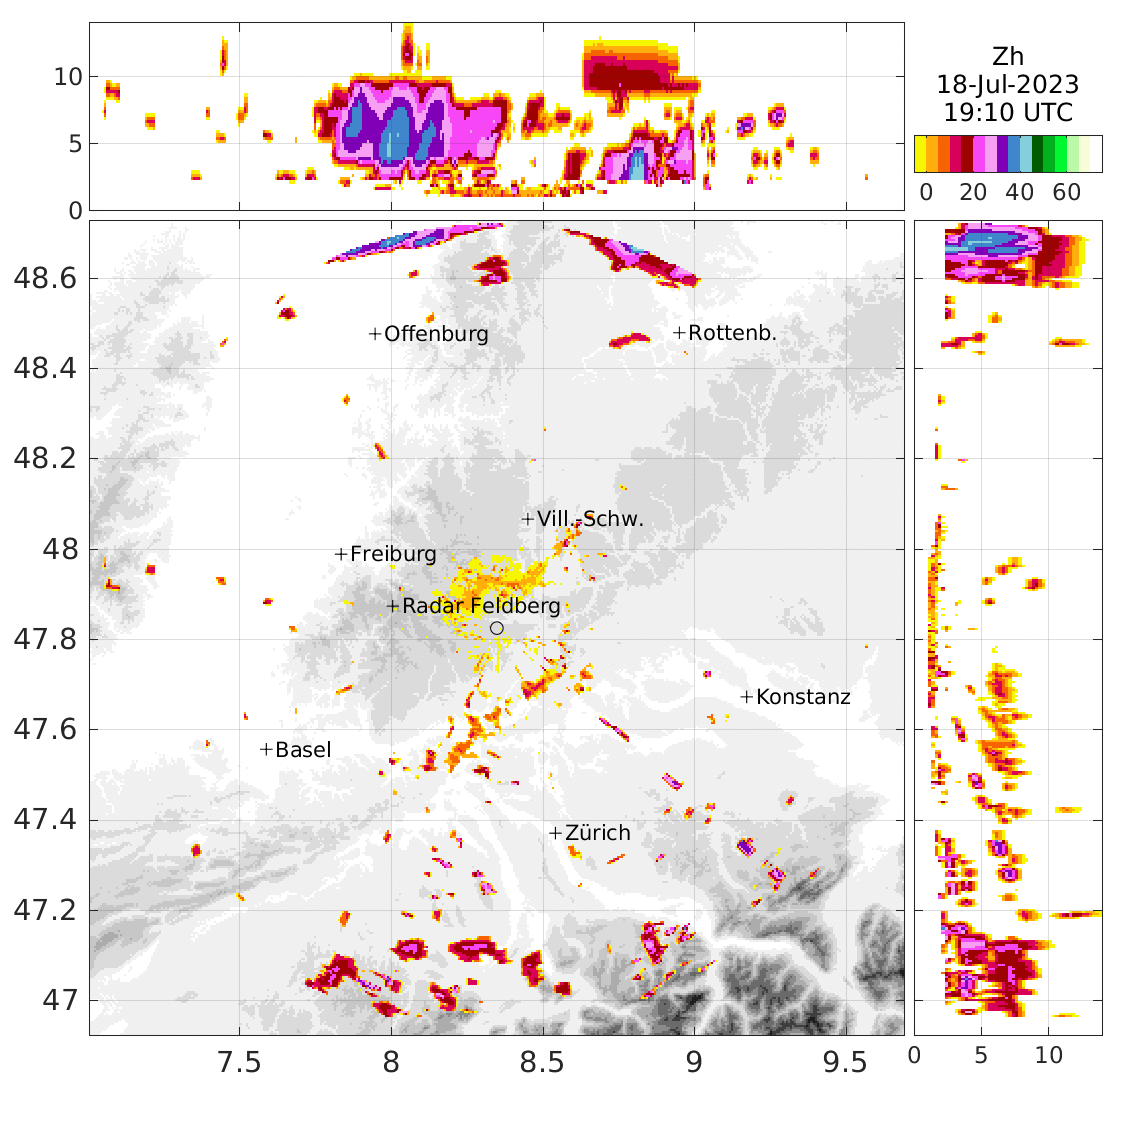 Zh
18-Jul-2023
19:10 UTC
0 20 40 60
10
5
0
48.6
48.4
48.2
48
47.8
47.6
47.4
47.2
47
+Offenburg
+Rottenb.
+Vill.-Schw.
+Freiburg
+Radar Feldberg
+Konstanz
+Basel
+Zürich
7.5 8 8.5 9 9.5
0 5 10